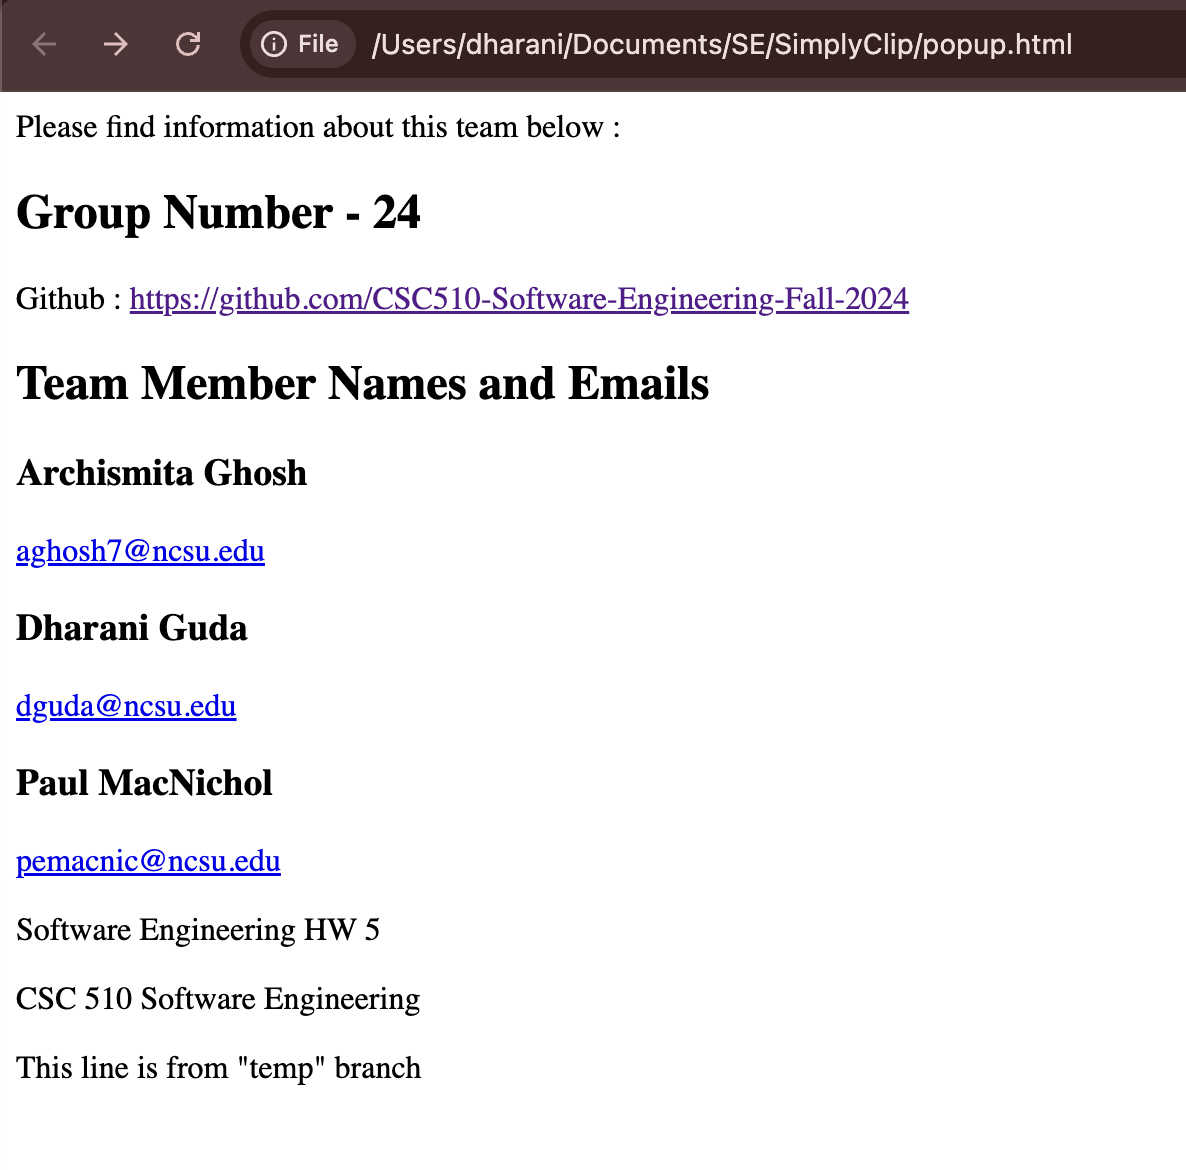 File /Users/dharani/Documents/SE/SimplyClip/popup.html
Please find information about this team below :
Group Number - 24
Github : https://github.com/CSC510-Software-Engineering-Fall-2024
Team Member Names and Emails
Archismita Ghosh
aghosh7@ncsu.edu
Dharani Guda
dguda@ncsu.edu
Paul MacNichol
pemacnic@ncsu.edu
Software Engineering HW 5
CSC 510 Software Engineering
This line is from "temp" branch